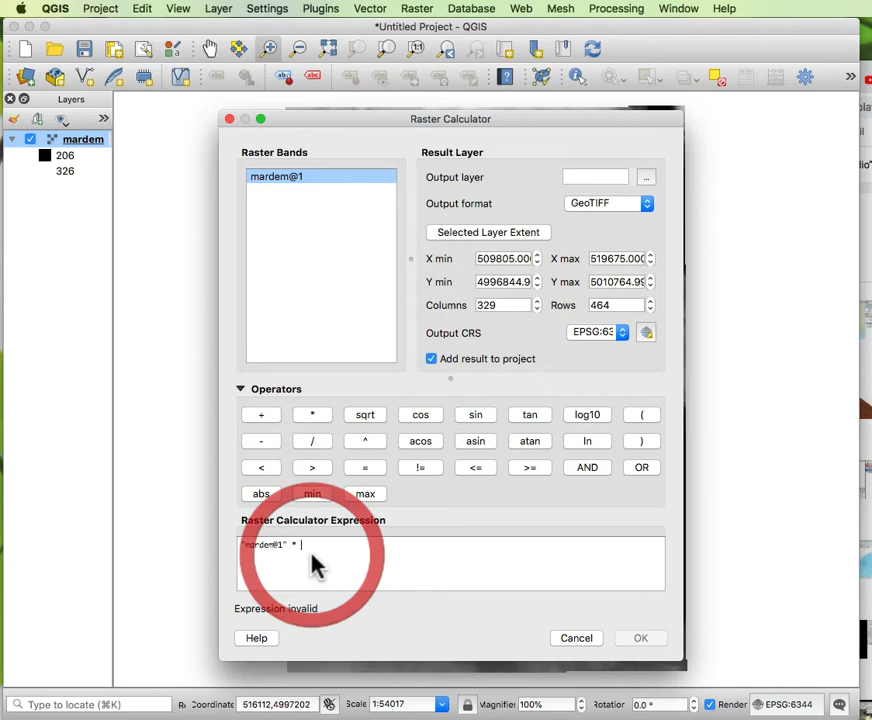 QGIS Project Edit View Layer Settings Plugins Vector Raster Database Web Mesh Processing Window Help
*Untitled Project - QGIS
Layers
mardem
206
326
Raster Calculator
Raster Bands
mardem@1
Result Layer
Output layer
...
Output format GeoTIFF
Selected Layer Extent
X min 509805.00 X max 519675.000
Y min 4996844.9 Y max 5010764.99
Columns 329 Rows 464
Output CRS EPSG:63
Add result to project
Operators
+ * sqrt cos sin tan log10 (
- / ^ acos asin atan ln )
< > = != <= >= AND OR
abs min max
Raster Calculator Expression
"mardem@1" *
Expression invalid
Help Cancel OK
Type to locate (⌘K) Coordinate 516112,4997202 Scale 1:54017 Magnifier 100% Rotation 0.0 ° Render EPSG:6344